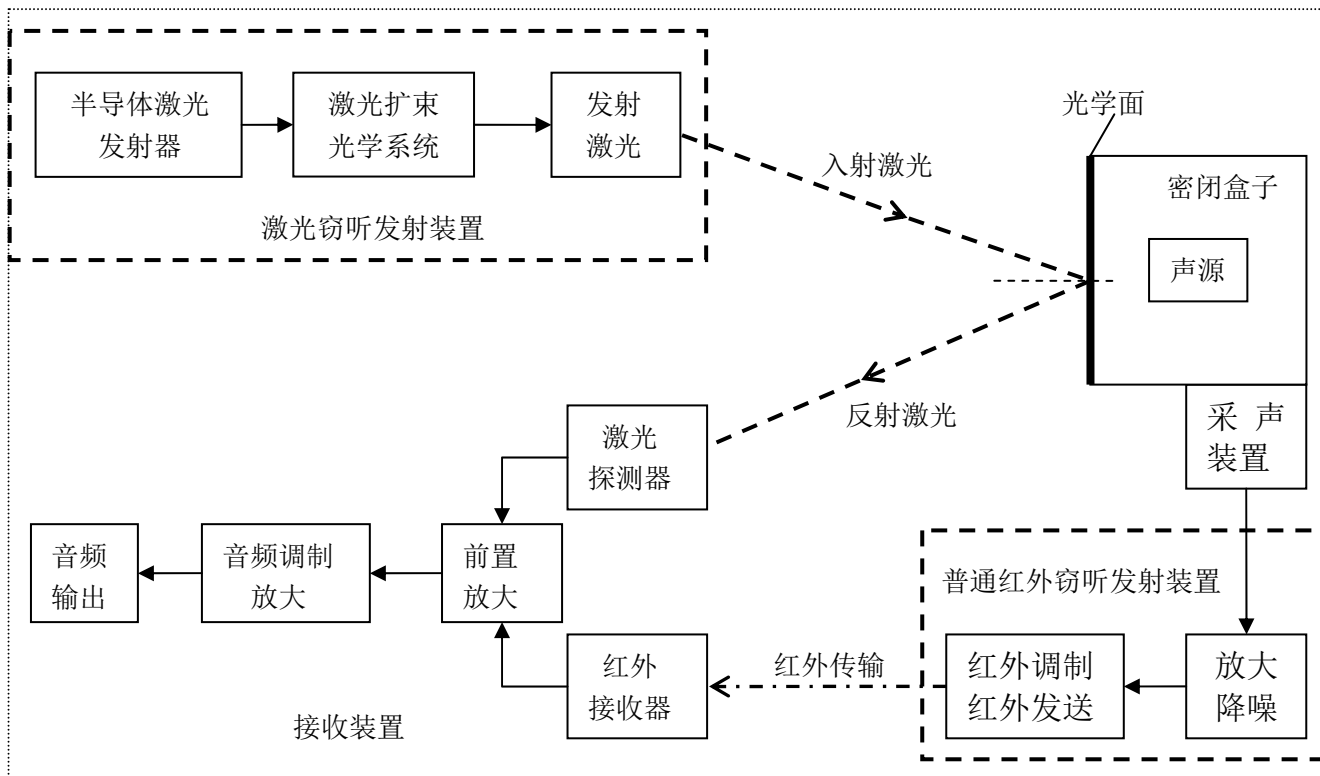 半导体激光
发射器
激光扩束
光学系统
发射
激光
激光窃听发射装置
入射激光
光学面
密闭盒子
声源
反射激光
采 声
装置
激光
探测器
音频
输出
音频调制
放大
前置
放大
普通红外窃听发射装置
红外
接收器
红外传输
红外调制
红外发送
放大
降噪
接收装置